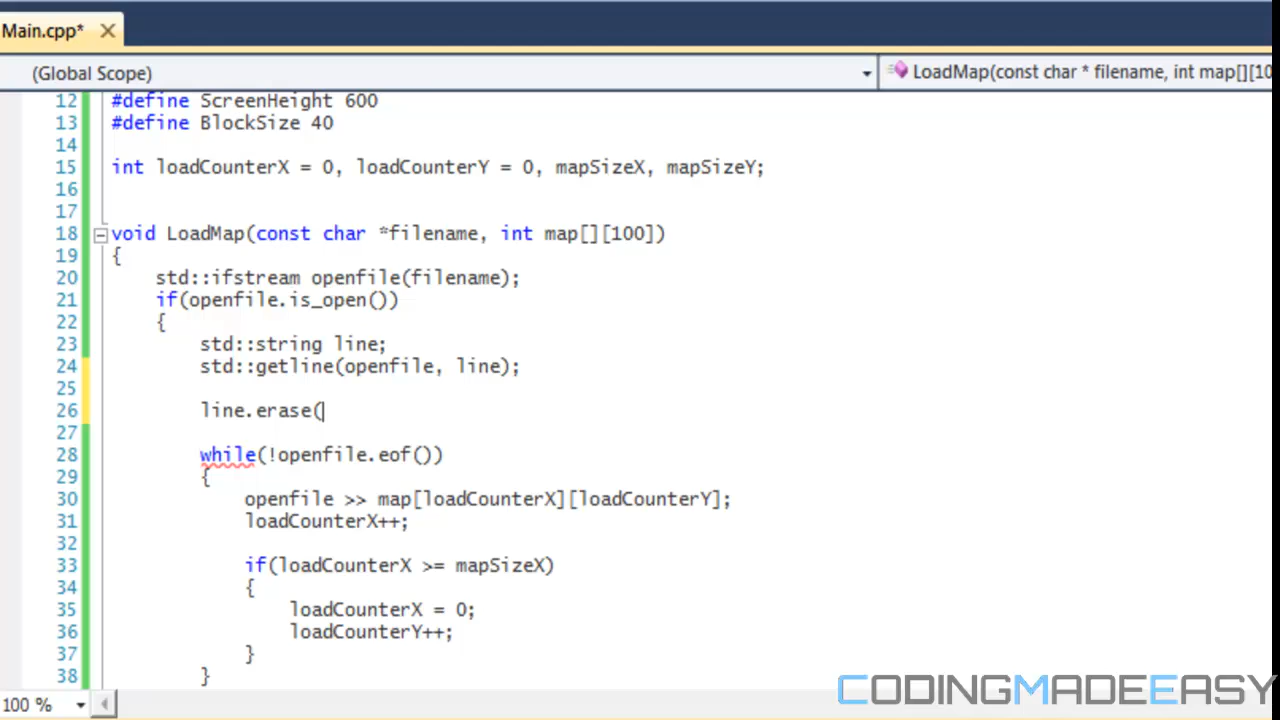 Main.cpp*
(Global Scope)
LoadMap(const char * filename, int map[][10
12 #define ScreenHeight 600
13 #define BlockSize 40
14
15 int loadCounterX = 0, loadCounterY = 0, mapSizeX, mapSizeY;
16
17
18 void LoadMap(const char *filename, int map[][100])
19 {
20 std::ifstream openfile(filename);
21 if(openfile.is_open())
22 {
23 std::string line;
24 std::getline(openfile, line);
25
26 line.erase(
27
28 while(!openfile.eof())
29 {
30 openfile >> map[loadCounterX][loadCounterY];
31 loadCounterX++;
32
33 if(loadCounterX >= mapSizeX)
34 {
35 loadCounterX = 0;
36 loadCounterY++;
37 }
38 }
100 %
CODINGMADEEASY